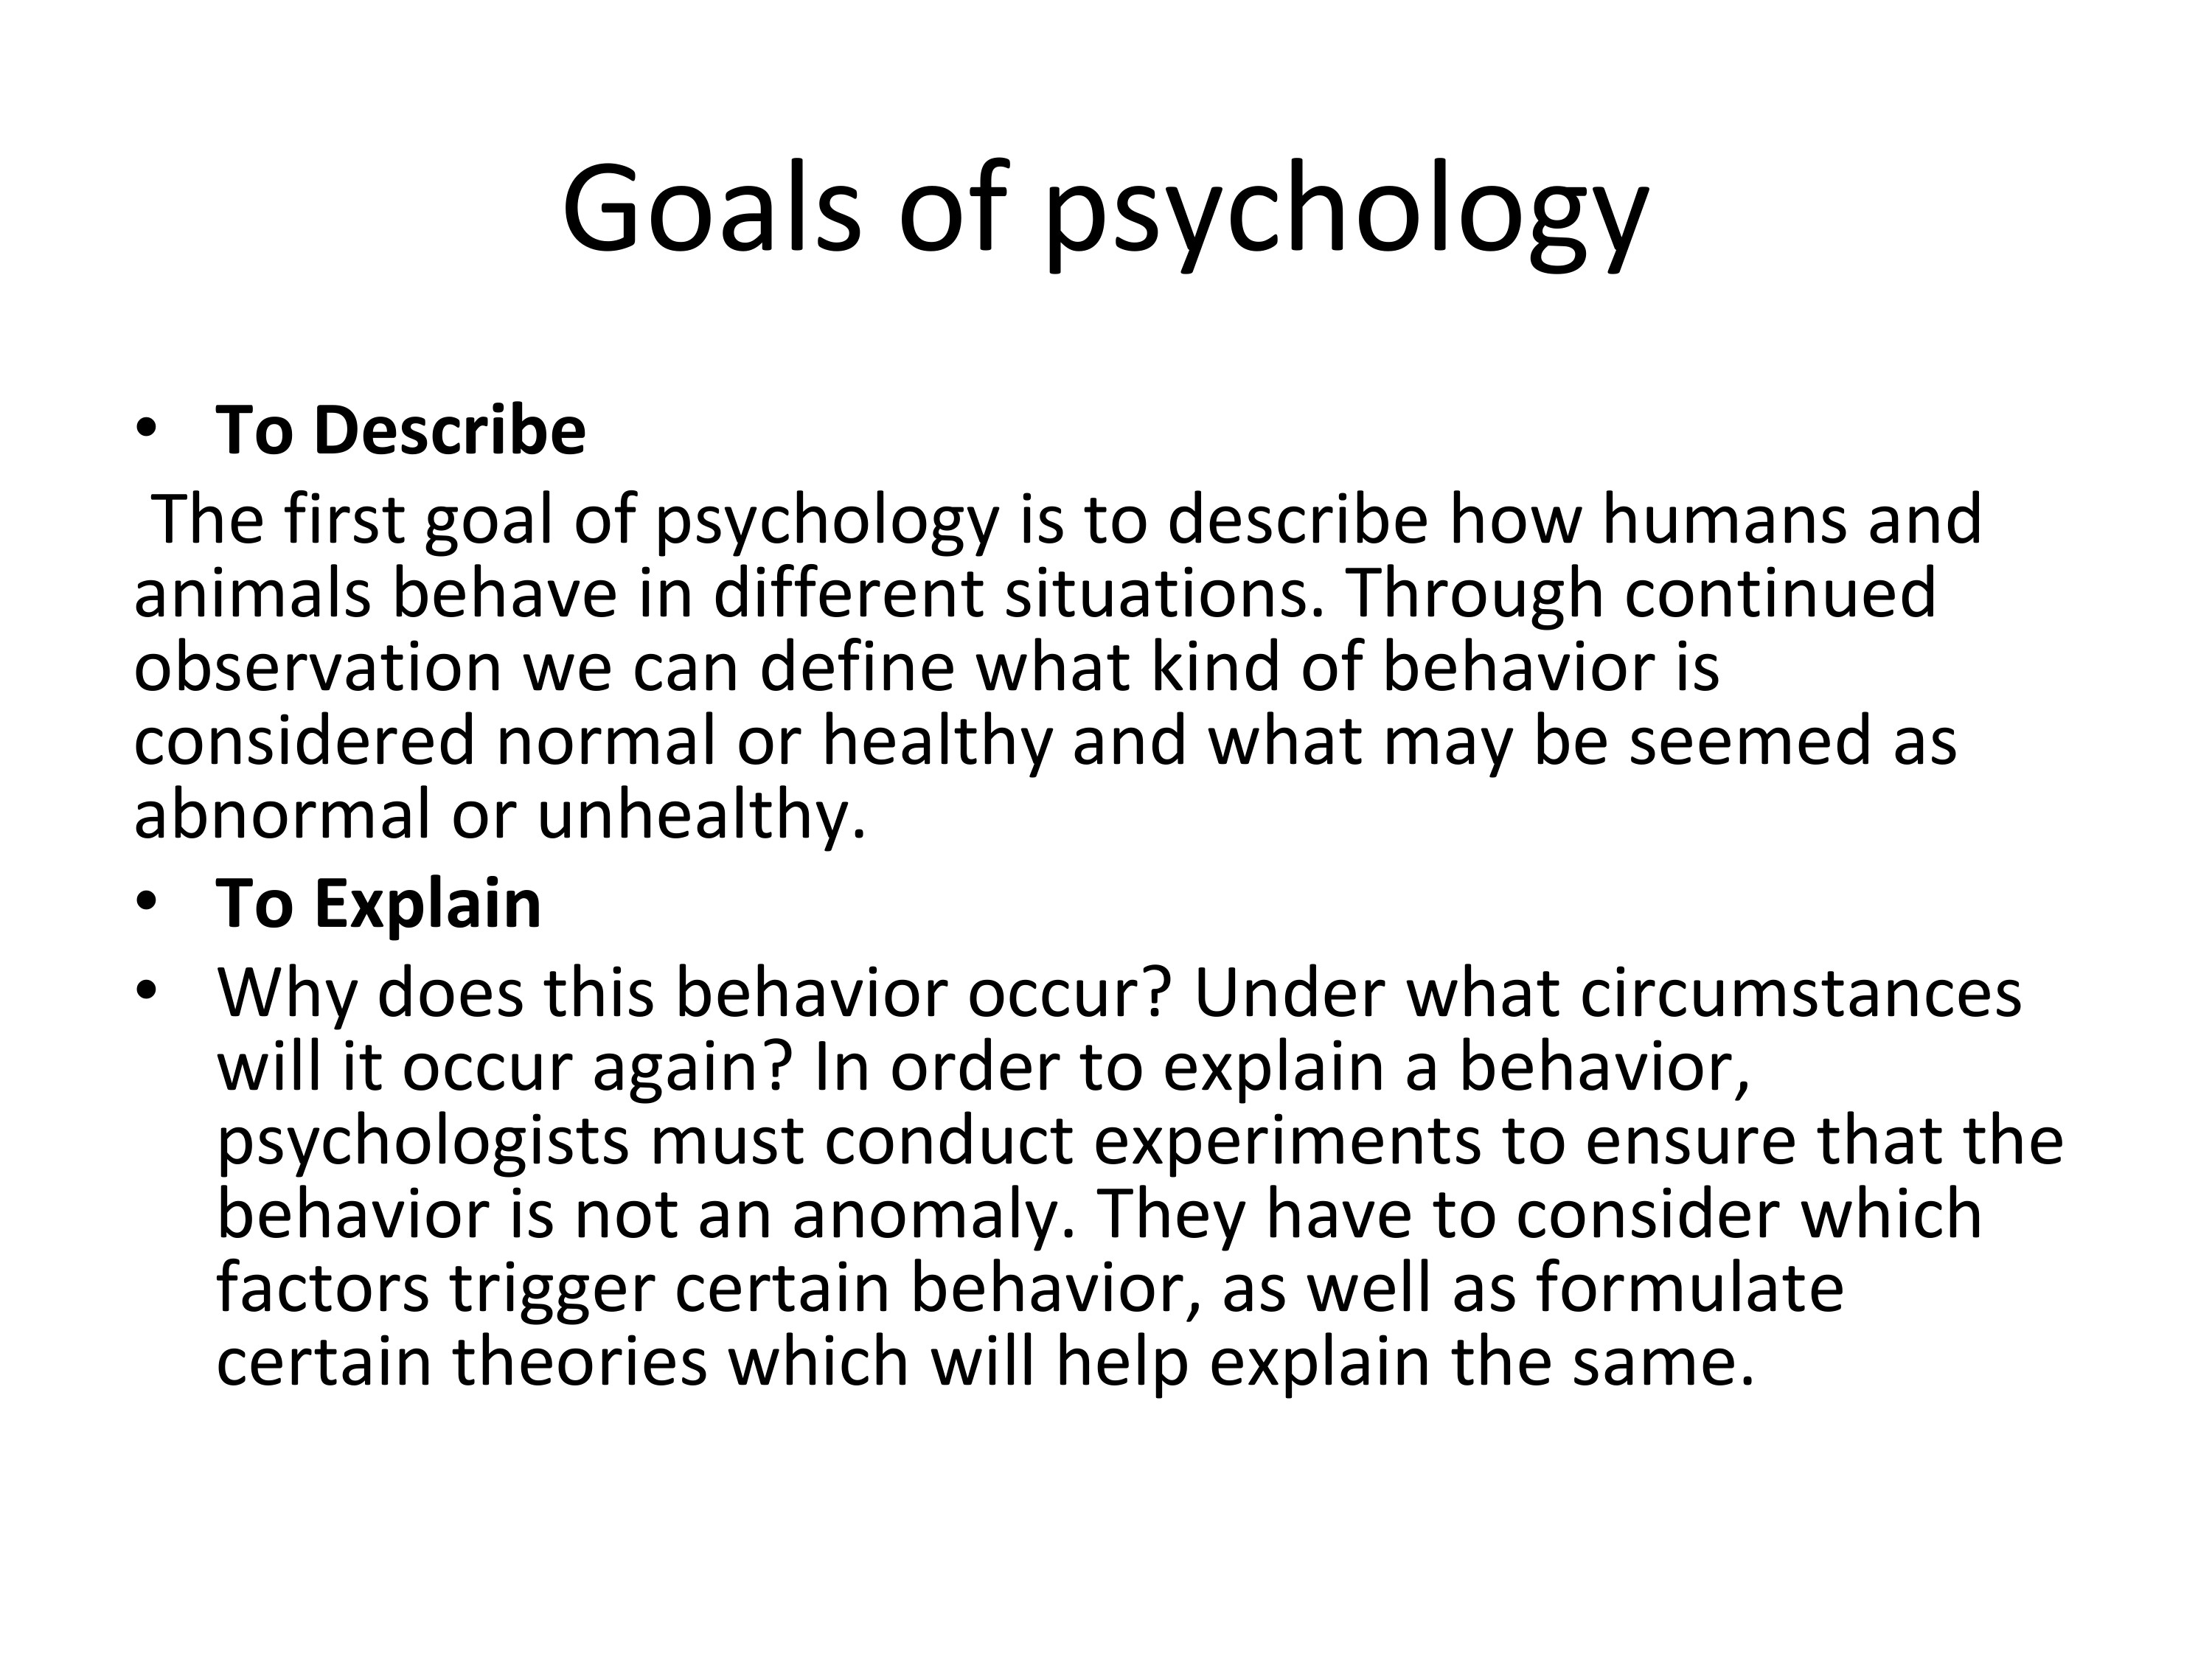 Goals of psychology
• To Describe
The first goal of psychology is to describe how humans and
animals behave in different situations. Through continued
observation we can define what kind of behavior is
considered normal or healthy and what may be seemed as
abnormal or unhealthy.
• To Explain
• Why does this behavior occur? Under what circumstances
will it occur again? In order to explain a behavior,
psychologists must conduct experiments to ensure that the
behavior is not an anomaly. They have to consider which
factors trigger certain behavior, as well as formulate
certain theories which will help explain the same.